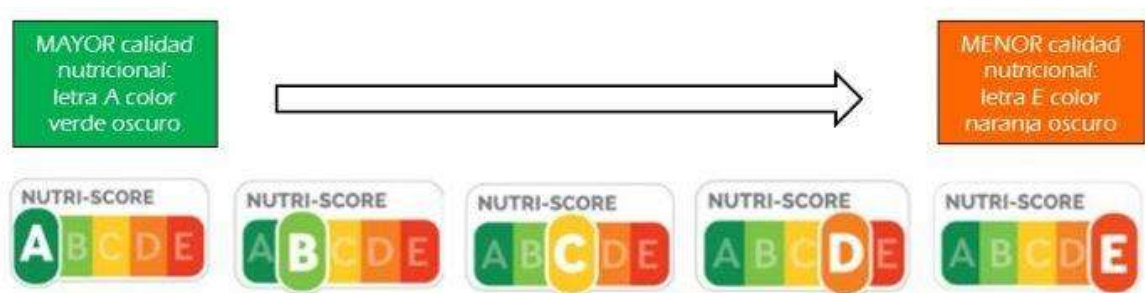 MAYOR calidad
nutricional:
letra A color
verde oscuro
MENOR calidad
nutricional:
letra E color
naranja oscuro
NUTRI-SCORE
A B C D E
NUTRI-SCORE
A B C D E
NUTRI-SCORE
A B C D E
NUTRI-SCORE
A B C D E
NUTRI-SCORE
A B C D E